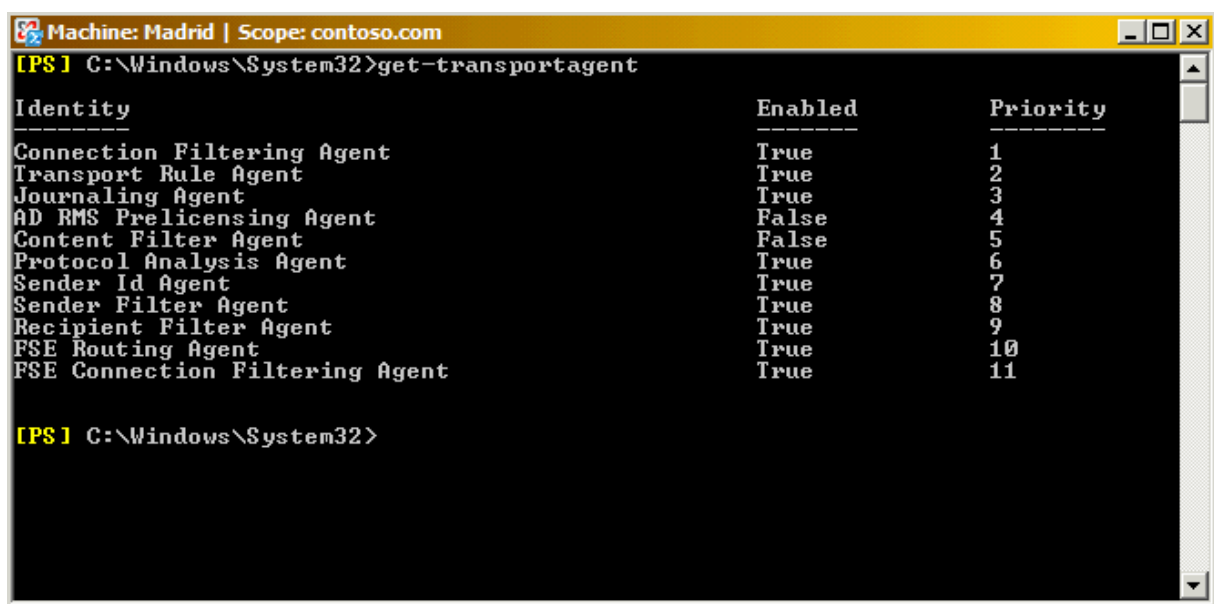 Machine: Madrid | Scope: contoso.com
[PS] C:\Windows\System32>get-transportagent
Identity Enabled Priority
-------- ------- --------
Connection Filtering Agent True 1
Transport Rule Agent True 2
Journaling Agent True 3
AD RMS Prelicensing Agent False 4
Content Filter Agent False 5
Protocol Analysis Agent True 6
Sender Id Agent True 7
Sender Filter Agent True 8
Recipient Filter Agent True 9
FSE Routing Agent True 10
FSE Connection Filtering Agent True 11
[PS] C:\Windows\System32>